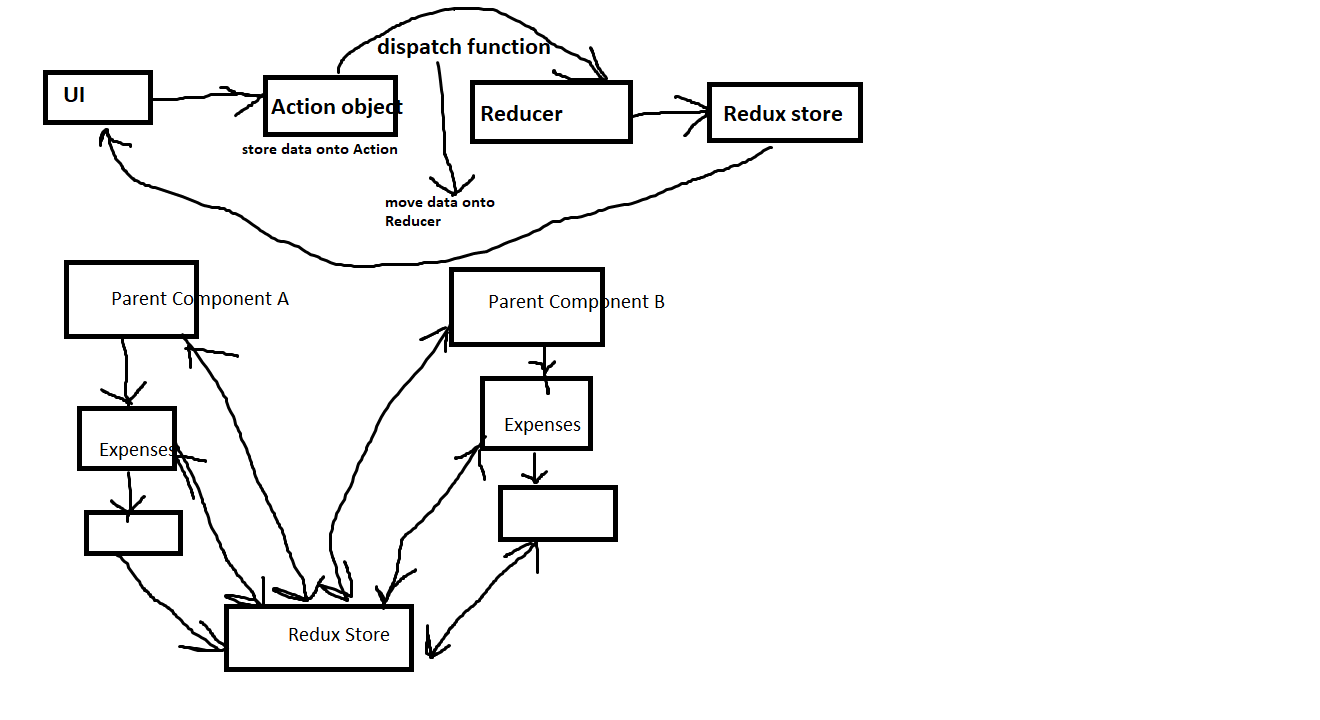 dispatch function
UI
Action object
Reducer
Redux store
store data onto Action
move data onto
Reducer
Parent Component A
Parent Component B
Expenses
Expenses
Redux Store